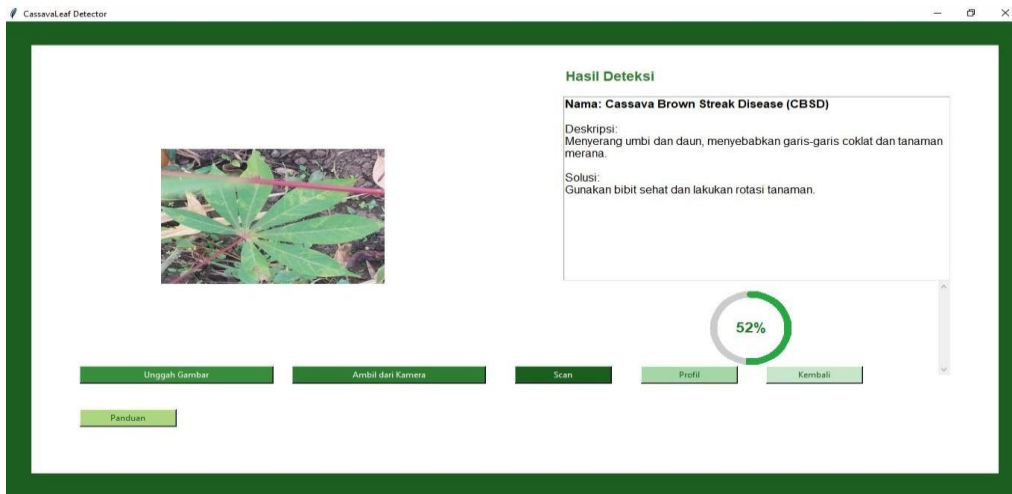 CassavaLeaf Detector
Hasil Deteksi
Nama: Cassava Brown Streak Disease (CBSD)
Deskripsi:
Menyerang umbi dan daun, menyebabkan garis-garis coklat dan tanaman
merana.
Solusi:
Gunakan bibit sehat dan lakukan rotasi tanaman.
52%
Unggah Gambar
Ambil dari Kamera
Scan
Profil
Kembali
Panduan